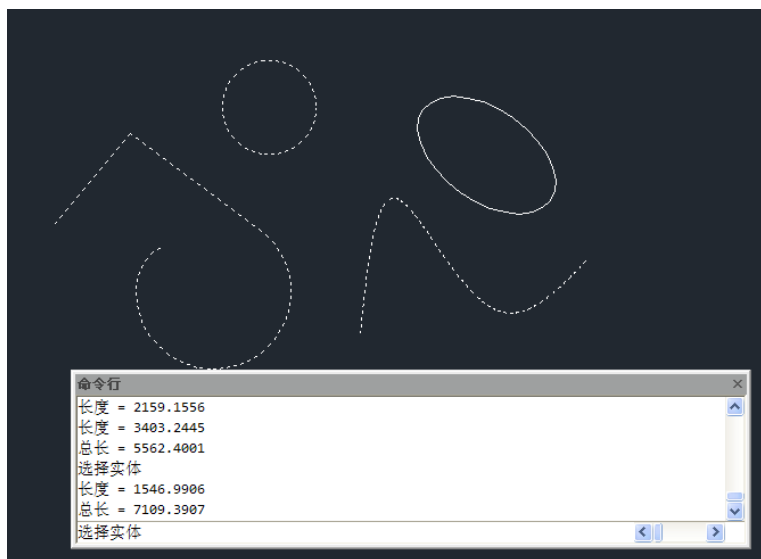 命令行
长度 = 2159.1556
长度 = 3403.2445
总长 = 5562.4001
选择实体
长度 = 1546.9906
总长 = 7109.3907
选择实体